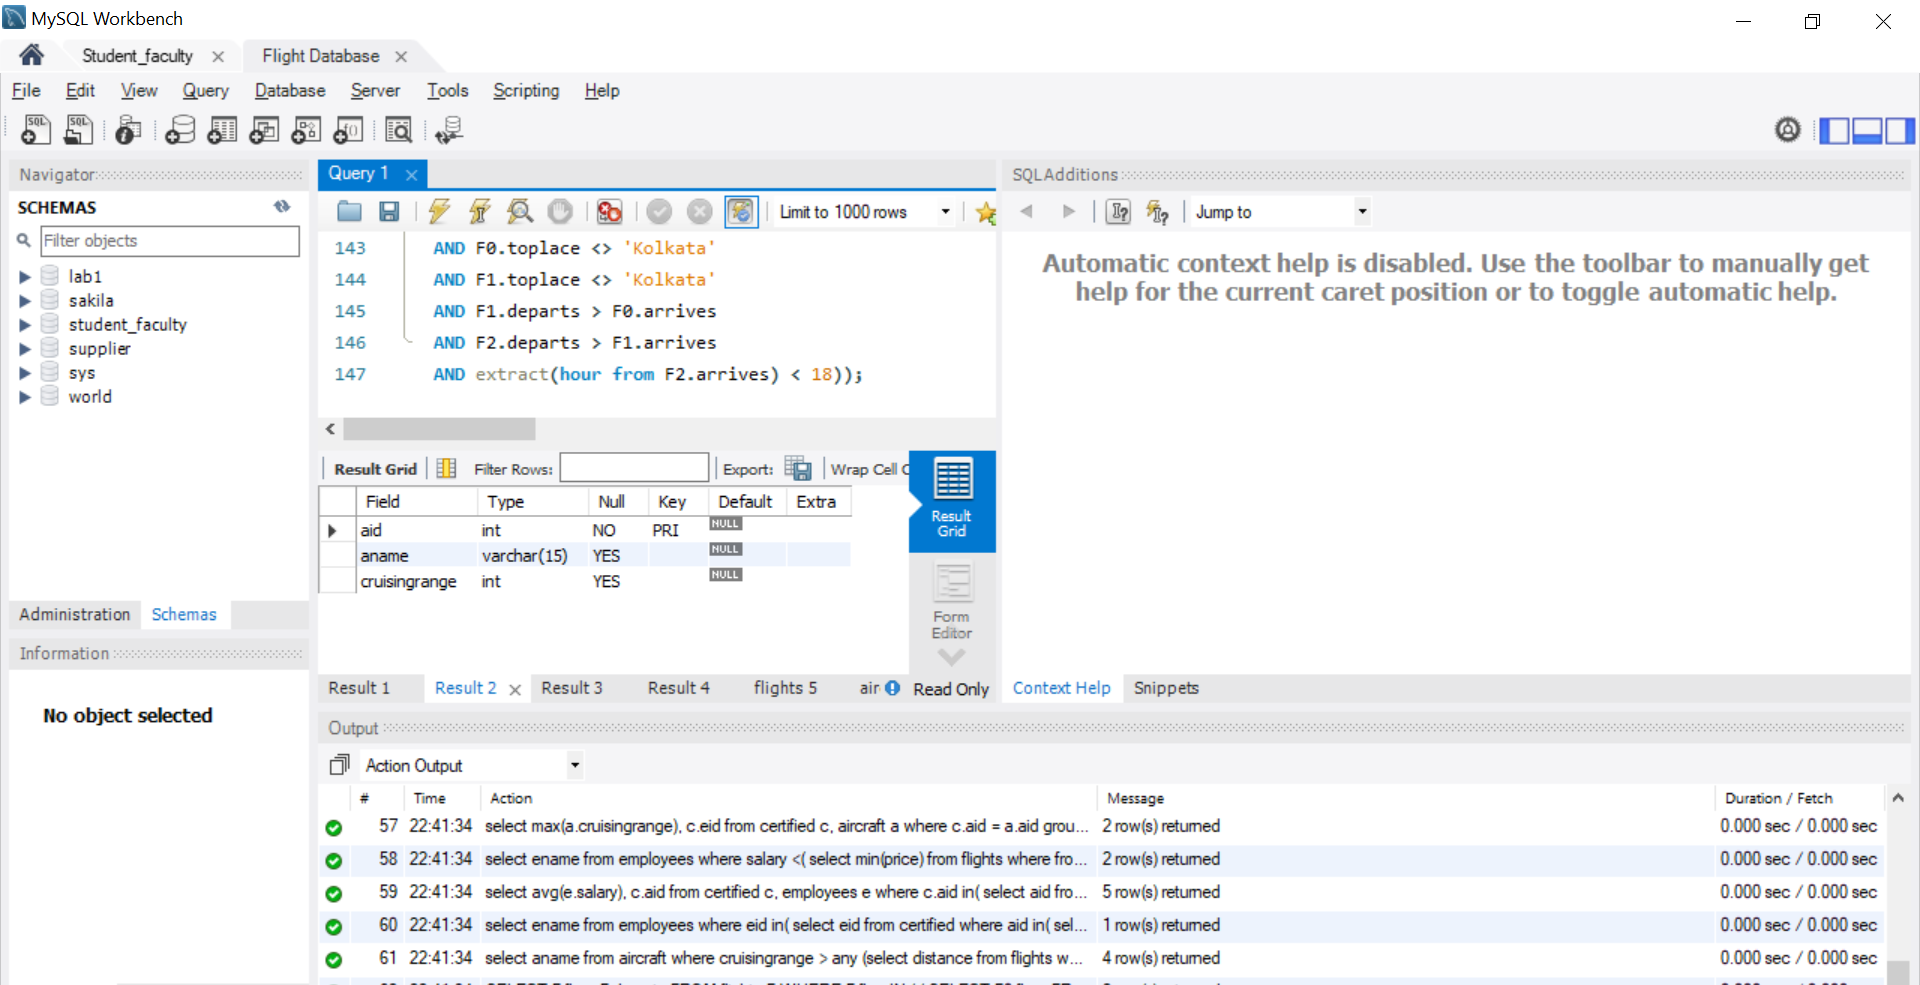 MySQL Workbench
Student_faculty
Flight Database
File Edit View Query Database Server Tools Scripting Help
Navigator
SCHEMAS
Filter objects
lab1
sakila
student_faculty
supplier
sys
world
Administration Schemas
Information
No object selected
Query 1
Limit to 1000 rows
143 AND F0.toplace <> 'Kolkata'
144 AND F1.toplace <> 'Kolkata'
145 AND F1.departs > F0.arrives
146 AND F2.departs > F1.arrives
147 AND extract(hour from F2.arrives) < 18));
Result Grid Filter Rows: Export: Wrap Cell C
Field Type Null Key Default Extra
aid int NO PRI NULL
aname varchar(15) YES NULL
cruisingrange int YES NULL
Result Grid
Form Editor
Result 1 Result 2 Result 3 Result 4 flights 5 air Read Only
SQLAdditions
Jump to
Automatic context help is disabled. Use the toolbar to manually get
help for the current caret position or to toggle automatic help.
Context Help Snippets
Output
Action Output
# Time Action Message Duration / Fetch
57 22:41:34 select max(a.cruisingrange), c.eid from certified c, aircraft a where c.aid = a.aid grou... 2 row(s) returned 0.000 sec / 0.000 sec
58 22:41:34 select ename from employees where salary <( select min(price) from flights where fro... 2 row(s) returned 0.000 sec / 0.000 sec
59 22:41:34 select avg(e.salary), c.aid from certified c, employees e where c.aid in( select aid fro... 5 row(s) returned 0.000 sec / 0.000 sec
60 22:41:34 select ename from employees where eid in( select eid from certified where aid in( sel... 1 row(s) returned 0.000 sec / 0.000 sec
61 22:41:34 select aname from aircraft where cruisingrange > any (select distance from flights w... 4 row(s) returned 0.000 sec / 0.000 sec